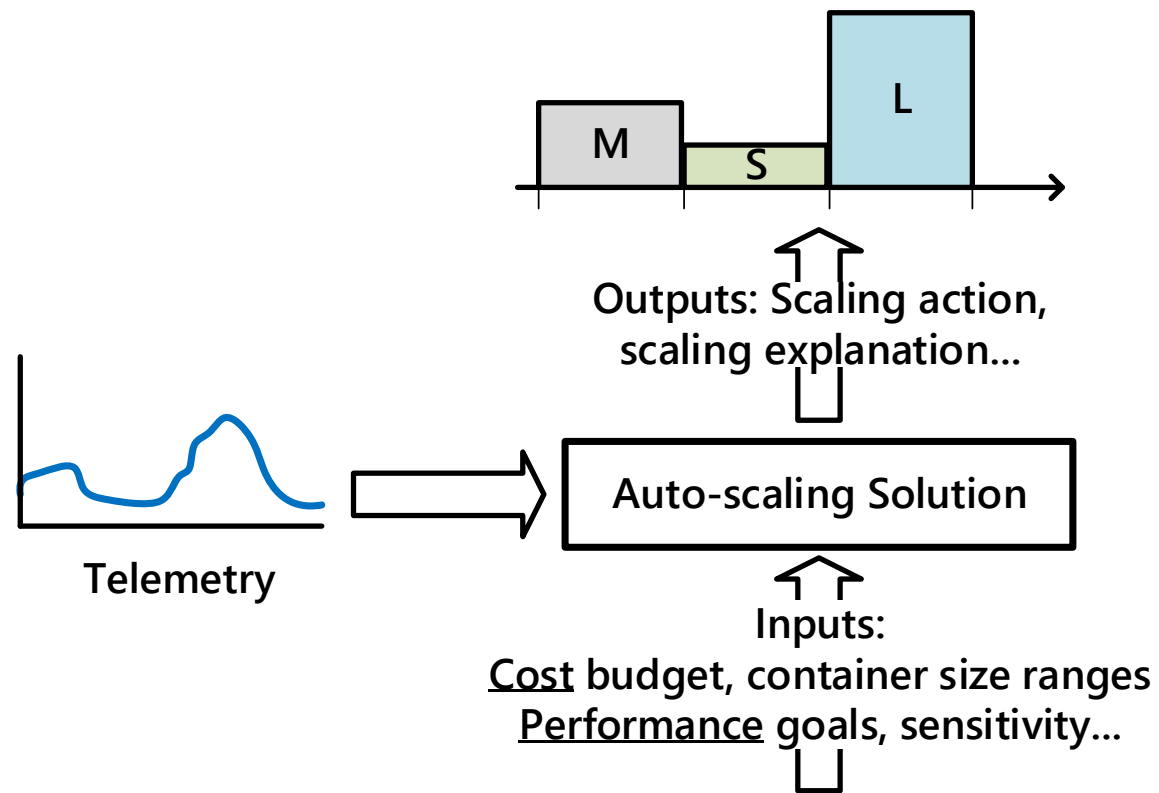 M
S
L
Outputs: Scaling action,
scaling explanation...
Auto-scaling Solution
Telemetry
Inputs:
Cost budget, container size ranges
Performance goals, sensitivity...